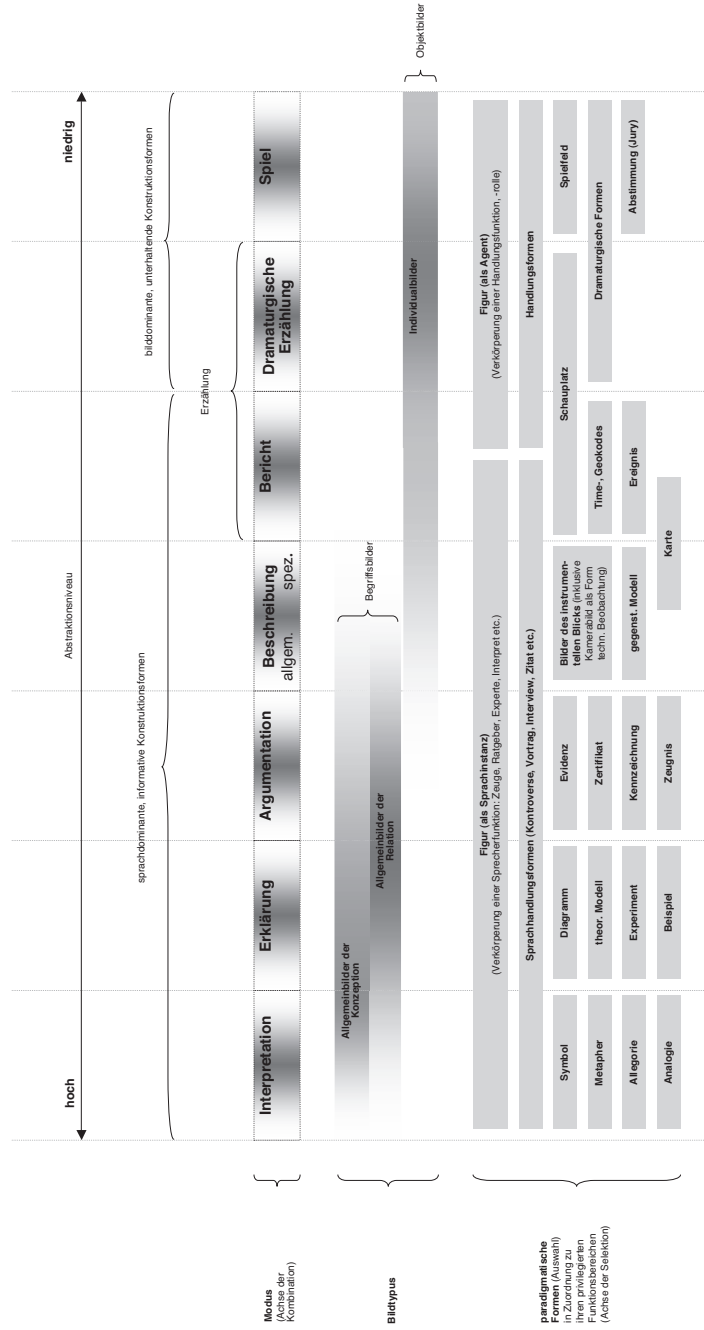 Abstraktionsniveau
hoch
niedrig
sprachdominante, informative Konstruktionsformen
bilddominante, unterhaltende Konstruktionsformen
Erzählung
Modus
(Achse der
Kombination)
Interpretation
Erklärung
Argumentation
Beschreibung
allgem. spez.
Bericht
Dramaturgische
Erzählung
Spiel
Bildtypus
Allgemeinbilder der
Konzeption
Allgemeinbilder der
Relation
Begriffsbilder
Individualbilder
Objektbilder
paradigmatische
Formen (Auswahl)
in Zuordnung zu
ihren privilegierten
Funktionsbereichen
(Achse der Selektion)
Figur (als Sprachinstanz)
(Verkörperung einer Sprecherfunktion: Zeuge, Ratgeber, Experte, Interpret etc.)
Figur (als Agent)
(Verkörperung einer Handlungsfunktion, -rolle)
Sprachhandlungsformen (Kontroverse, Vortrag, Interview, Zitat etc.)
Handlungsformen
Symbol
Diagramm
Evidenz
Bilder des instrumen-
tellen Blicks (inklusive
Kamerabild als Form
techn. Beobachtung)
Schauplatz
Spielfeld
Metapher
theor. Modell
Zertifikat
Time-, Geokodes
Dramaturgische Formen
Allegorie
Experiment
Kennzeichnung
gegenst. Modell
Ereignis
Abstimmung (Jury)
Analogie
Beispiel
Zeugnis
Karte